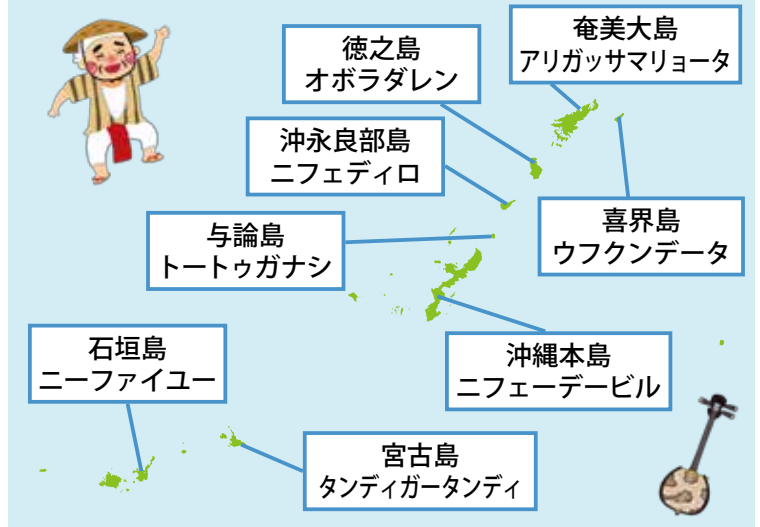 奄美大島
アリガッサマリョータ
徳之島
オボラダレン
沖永良部島
ニフェディロ
喜界島
ウフクンデータ
与論島
トートゥガナシ
沖縄本島
ニフェーデービル
石垣島
ニーファイユー
宮古島
タンディガータンディ